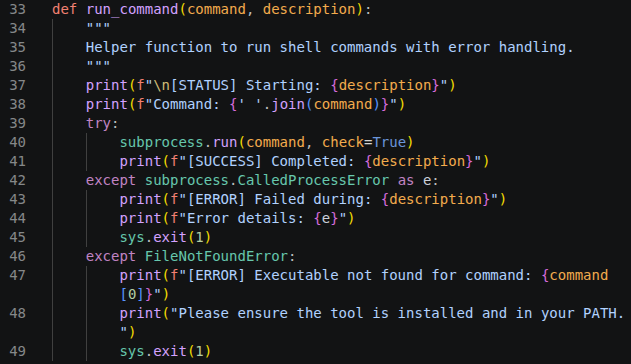 33 def run_command(command, description):
34     """
35     Helper function to run shell commands with error handling.
36     """
37     print(f"\n[STATUS] Starting: {description}")
38     print(f"Command: {' '.join(command)}")
39     try:
40         subprocess.run(command, check=True)
41         print(f"[SUCCESS] Completed: {description}")
42     except subprocess.CalledProcessError as e:
43         print(f"[ERROR] Failed during: {description}")
44         print(f"Error details: {e}")
45         sys.exit(1)
46     except FileNotFoundError:
47         print(f"[ERROR] Executable not found for command: {command
[0]}")
48         print("Please ensure the tool is installed and in your PATH.
")
49         sys.exit(1)